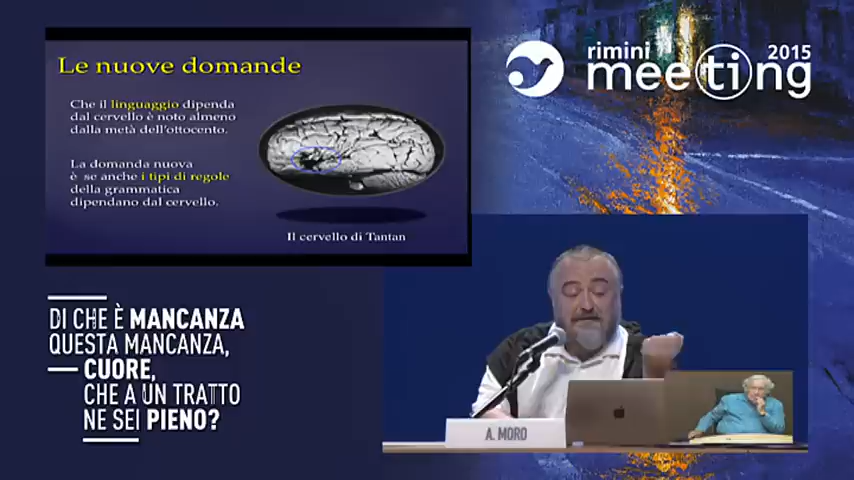 Le nuove domande
Che il linguaggio dipenda
dal cervello è noto almeno
dalla metà dell'ottocento.
La domanda nuova
è se anche i tipi di regole
della grammatica
dipendano dal cervello.
Il cervello di Tantan
rimini 2015
meeting
DI CHE È MANCANZA
QUESTA MANCANZA,
CUORE,
CHE A UN TRATTO
NE SEI PIENO?
A. MORO